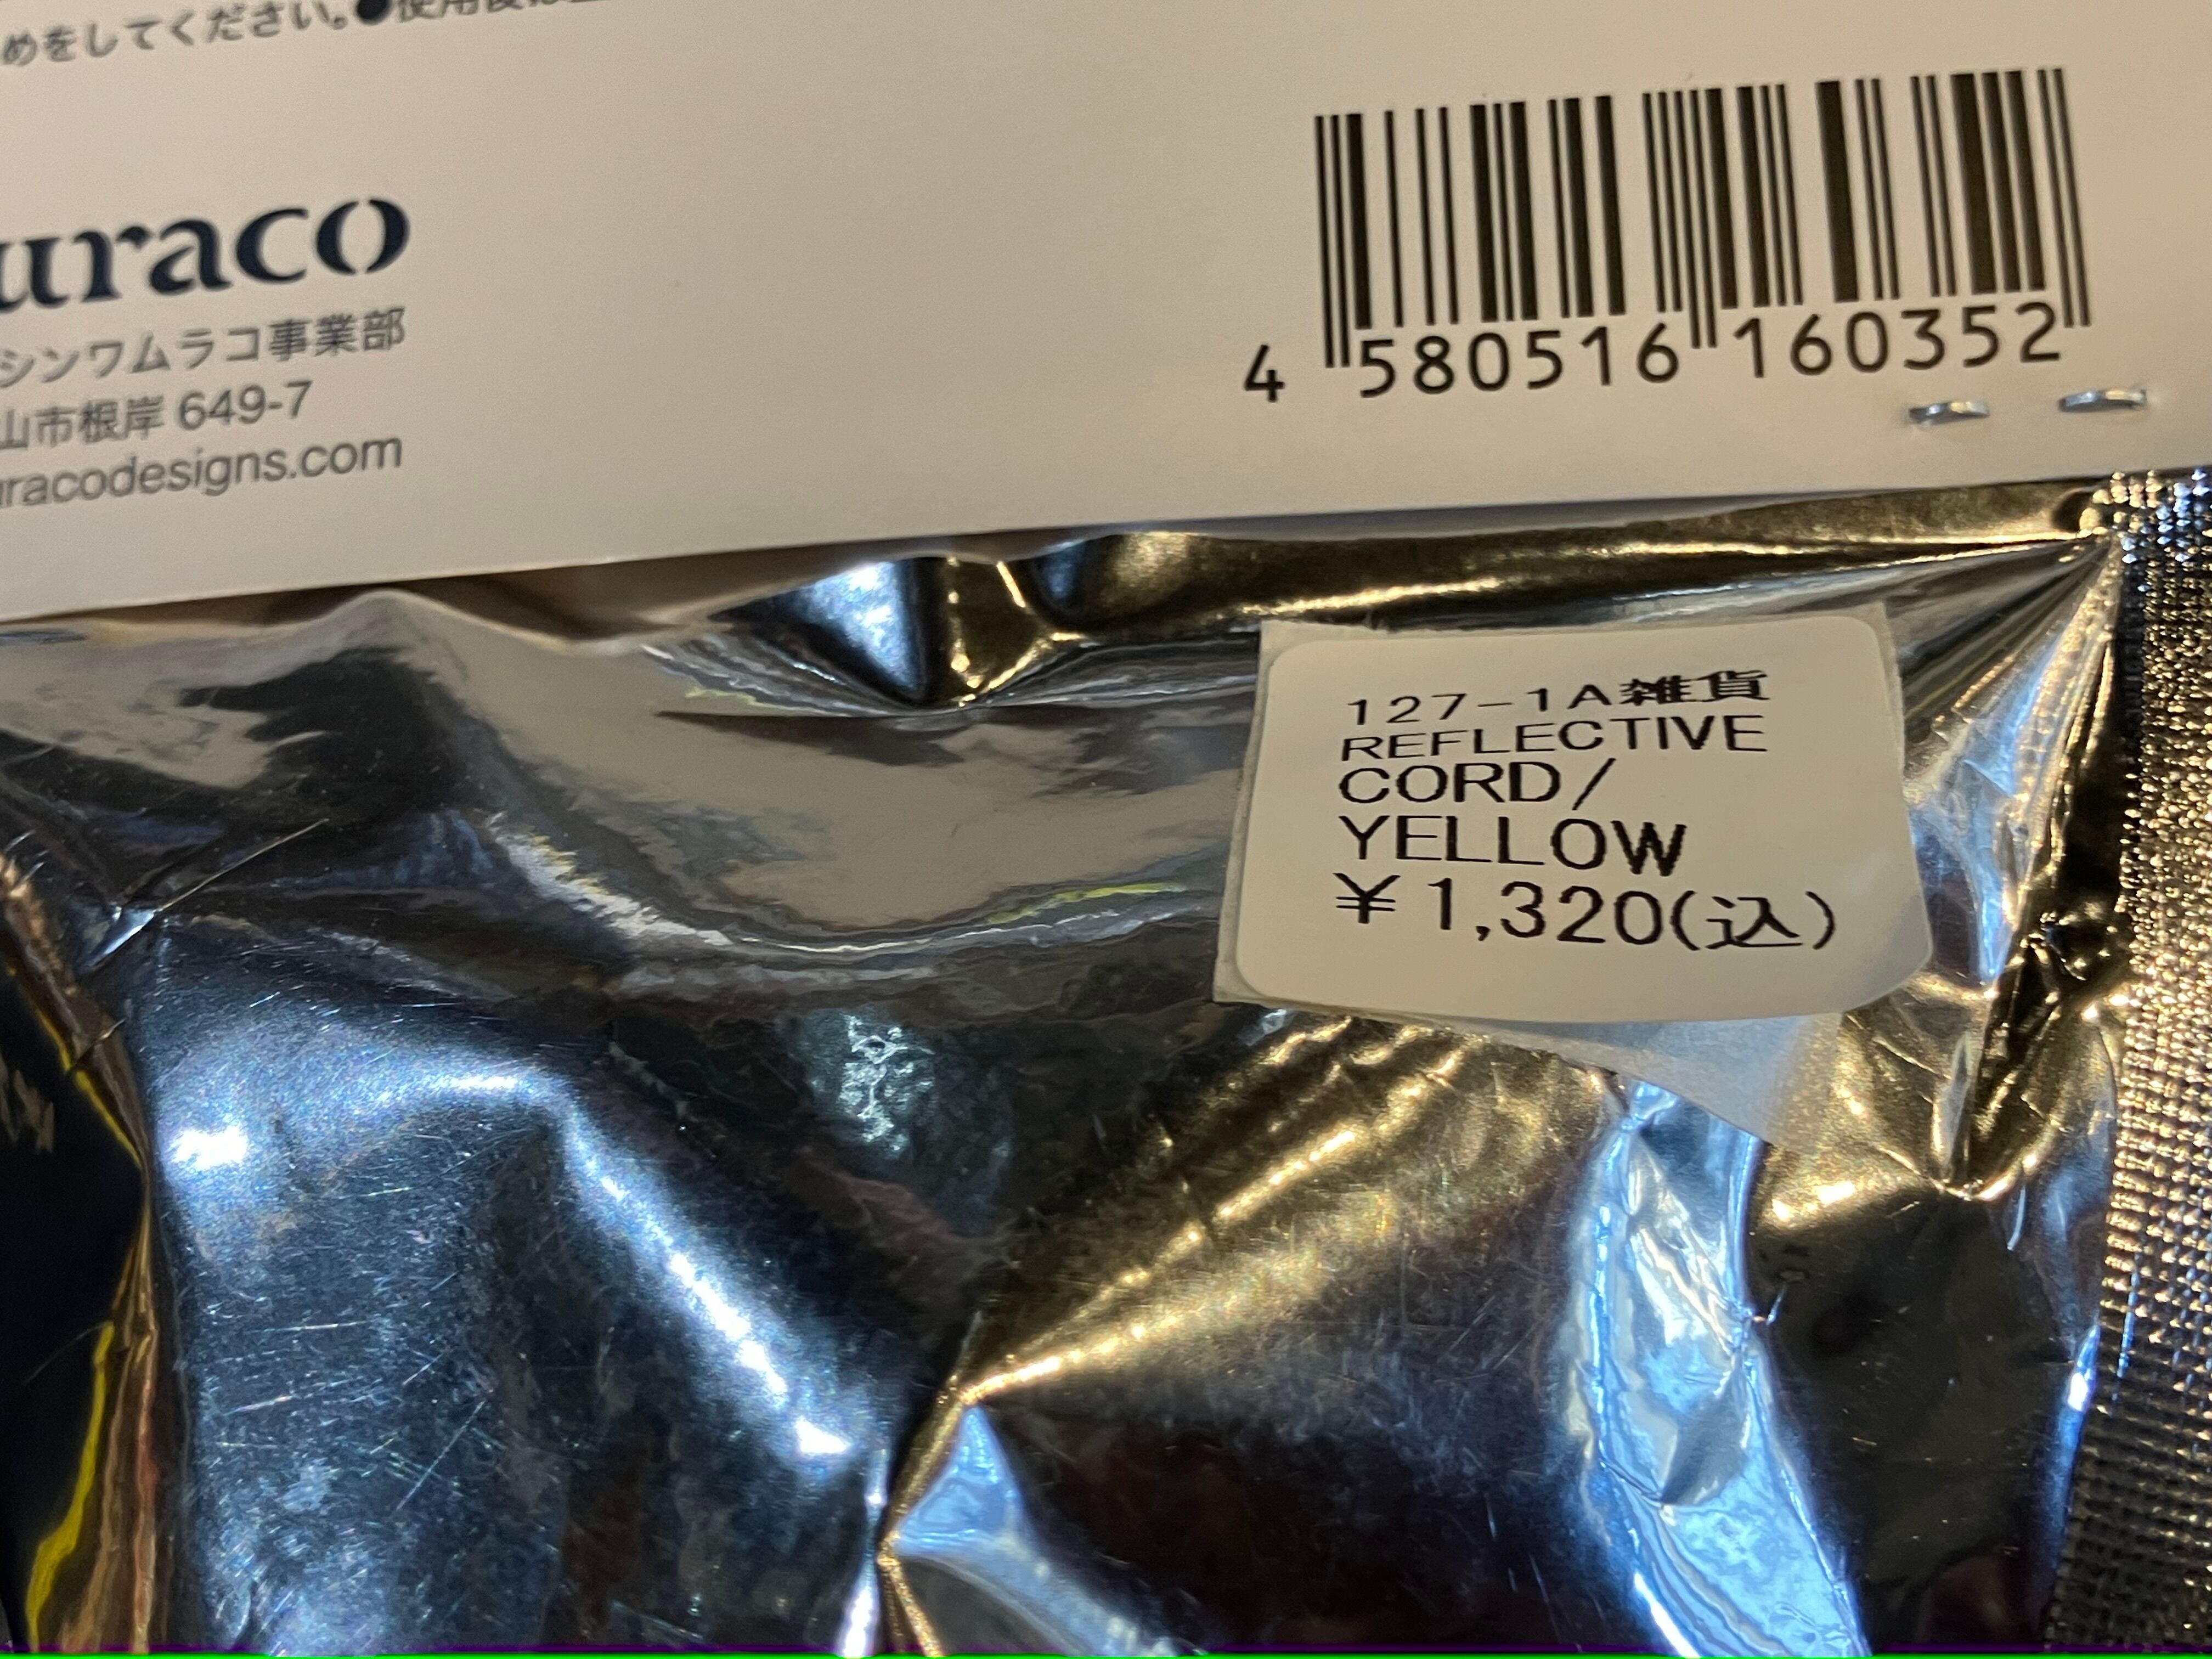 めをしてください。●使用後は
uraco
シンワムラコ事業部
山市根岸 649-7
uracodesigns.com
4 580516 160352
127-1A雑貨
REFLECTIVE
CORD/
YELLOW
¥1,320(込)